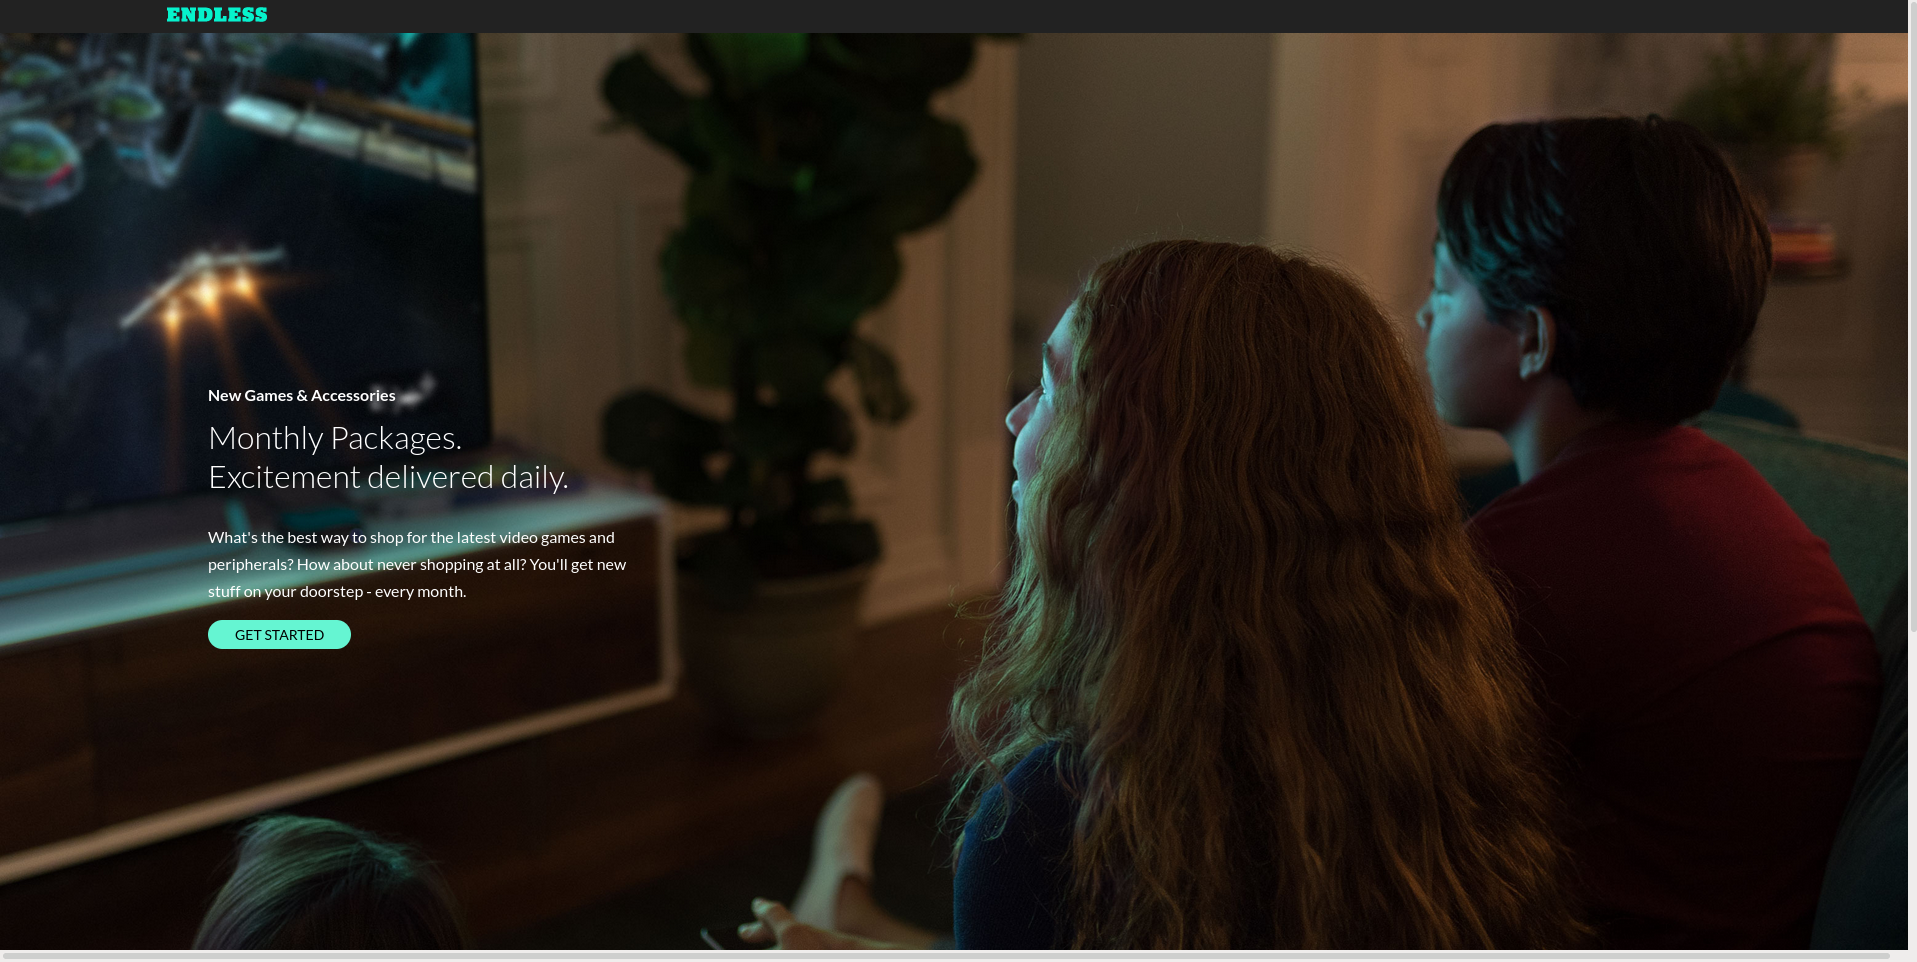 ENDLESS
New Games & Accessories
Monthly Packages.
Excitement delivered daily.
What's the best way to shop for the latest video games and
peripherals? How about never shopping at all? You'll get new
stuff on your doorstep - every month.
GET STARTED